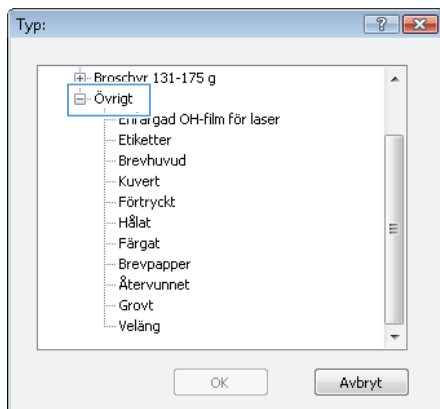 Typ:
Broschyr 131-175 g
Övrigt
Enfärgad OH-film för laser
Etiketter
Brevhuvud
Kuvert
Förtryckt
Hålat
Färgat
Brevpapper
Återvunnet
Grovt
Veläng
OK
Avbryt